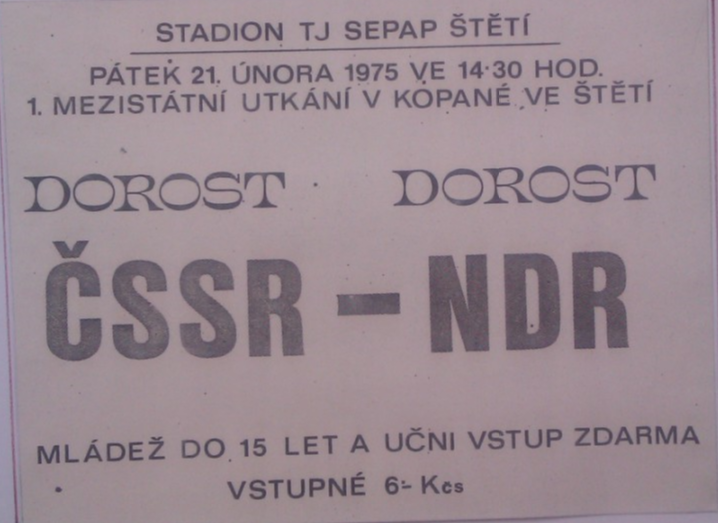 STADION TJ SEPAP ŠTĚTÍ
PÁTEK 21. ÚNORA 1975 VE 14·30 HOD.
1. MEZISTÁTNÍ UTKÁNÍ V KOPANÉ VE ŠTĚTÍ
DOROST DOROST
ČSSR – NDR
MLÁDEŽ DO 15 LET A UČNI VSTUP ZDARMA
VSTUPNÉ 6·- Kčs